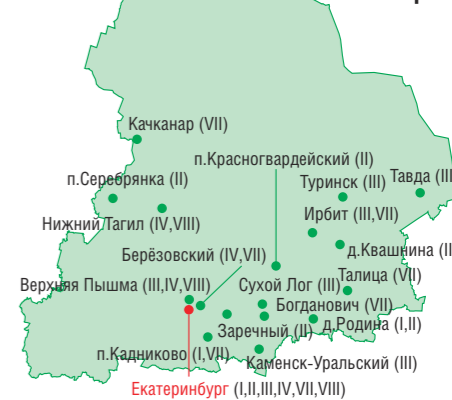 Качканар (VII)
п.Красногвардейский (II)
п.Серебрянка (II)
Туринск (III)
Тавда (III
Ирбит (III,VII)
Нижний Тагил (IV,VIII)
д.Квашнина (II
Берёзовский (IV,VII)
Талица (VII)
Верхняя Пышма (III,IV,VIII)
Сухой Лог (III)
Богданович (VII)
д.Родина (I,II)
Заречный (II)
п.Кадниково (I,VII)
Каменск-Уральский (III)
Екатеринбург (I,II,III,IV,VII,VIII)